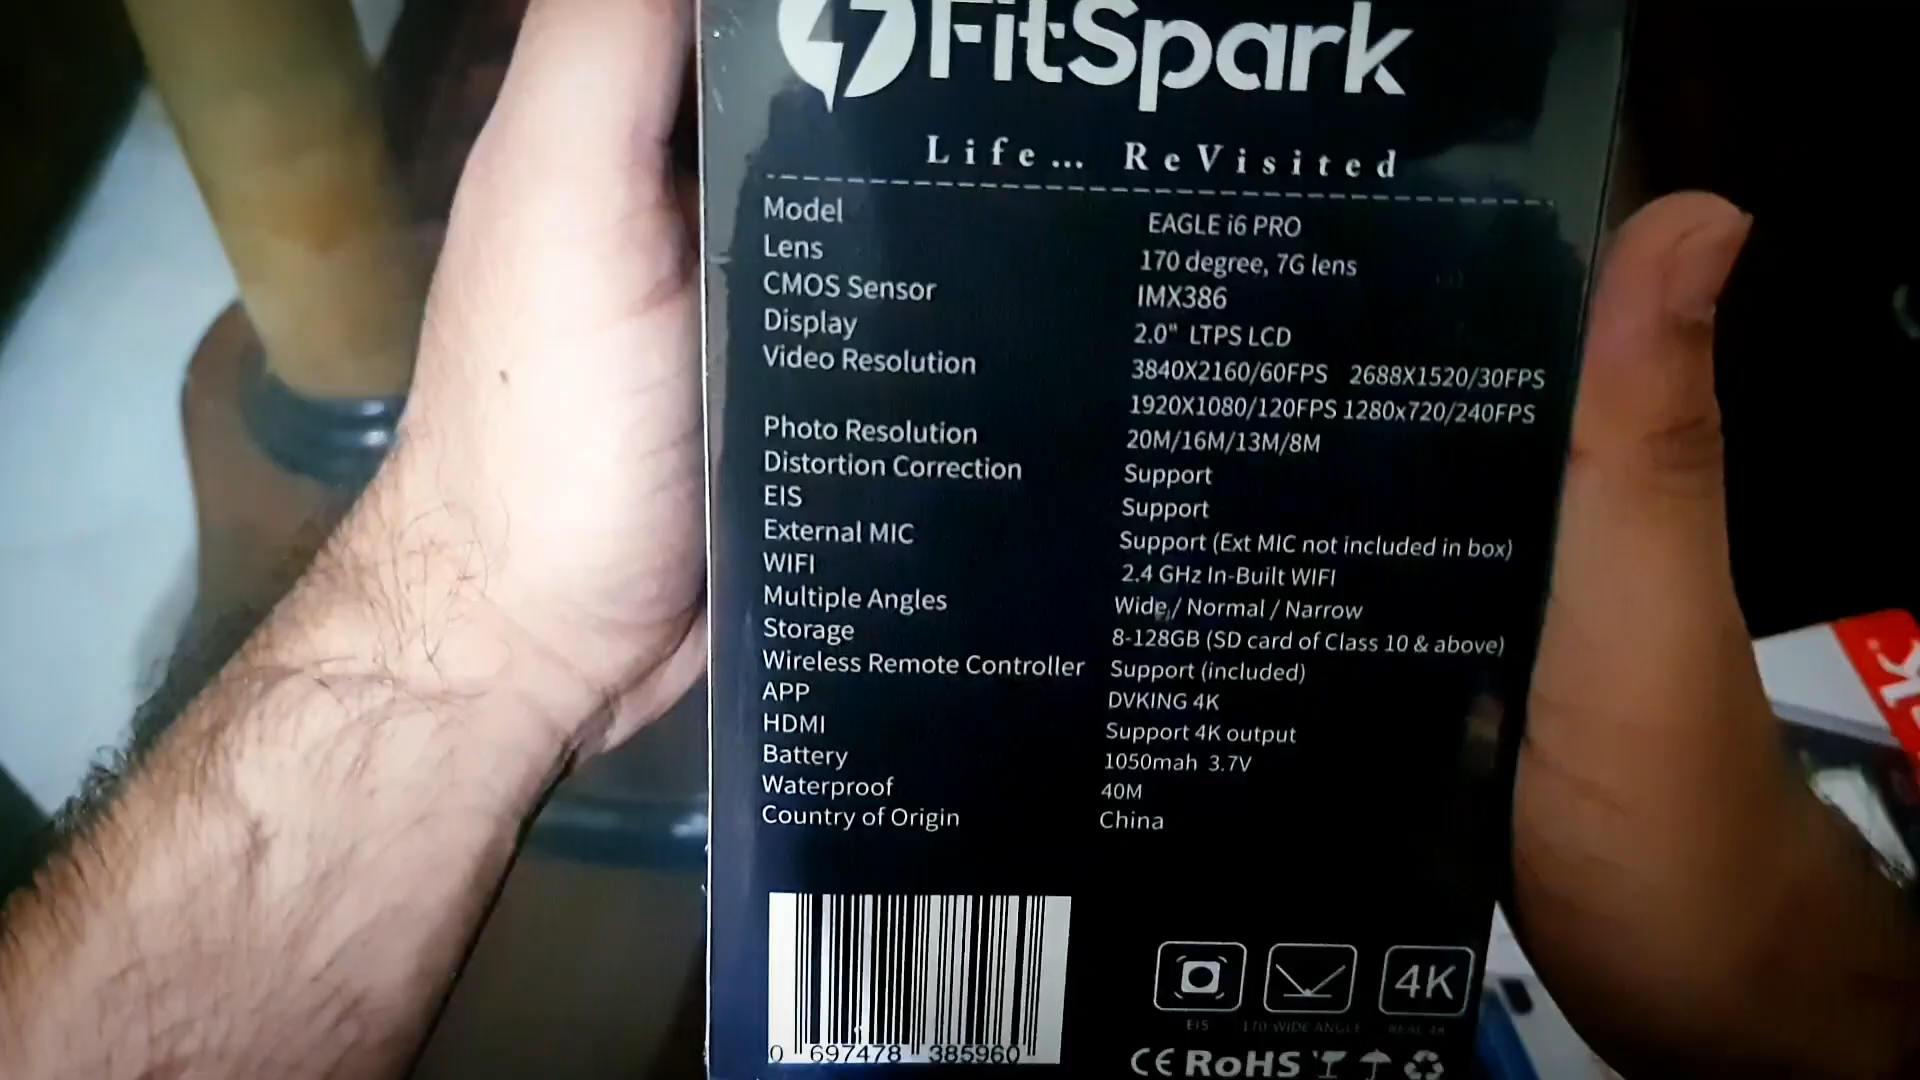 FitSpark
Life... ReVisited
Model EAGLE i6 PRO
Lens 170 degree, 7G lens
CMOS Sensor IMX386
Display 2.0" LTPS LCD
Video Resolution 3840X2160/60FPS 2688X1520/30FPS
1920X1080/120FPS 1280x720/240FPS
Photo Resolution 20M/16M/13M/8M
Distortion Correction Support
EIS Support
External MIC Support (Ext MIC not included in box)
WIFI 2.4 GHz In-Built WIFI
Multiple Angles Wide / Normal / Narrow
Storage 8-128GB (SD card of Class 10 & above)
Wireless Remote Controller Support (included)
APP DVKING 4K
HDMI Support 4K output
Battery 1050mah 3.7V
Waterproof 40M
Country of Origin China
4K
EIS 170 WIDE ANGLE REAL 4K
0 697478 385960
CE RoHS